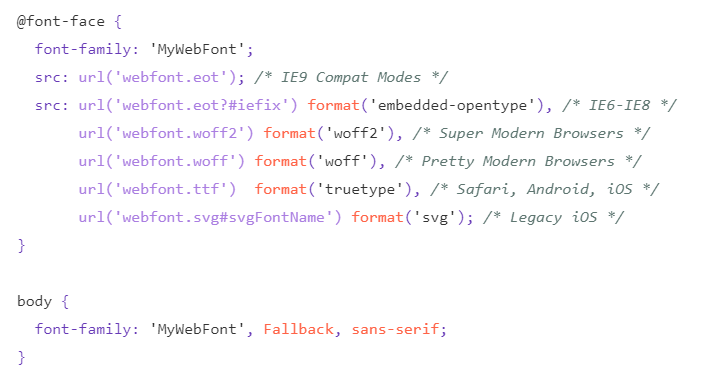 @font-face {
  font-family: 'MyWebFont';
  src: url('webfont.eot'); /* IE9 Compat Modes */
  src: url('webfont.eot?#iefix') format('embedded-opentype'), /* IE6-IE8 */
       url('webfont.woff2') format('woff2'), /* Super Modern Browsers */
       url('webfont.woff') format('woff'), /* Pretty Modern Browsers */
       url('webfont.ttf')  format('truetype'), /* Safari, Android, iOS */
       url('webfont.svg#svgFontName') format('svg'); /* Legacy iOS */
}

body {
  font-family: 'MyWebFont', Fallback, sans-serif;
}